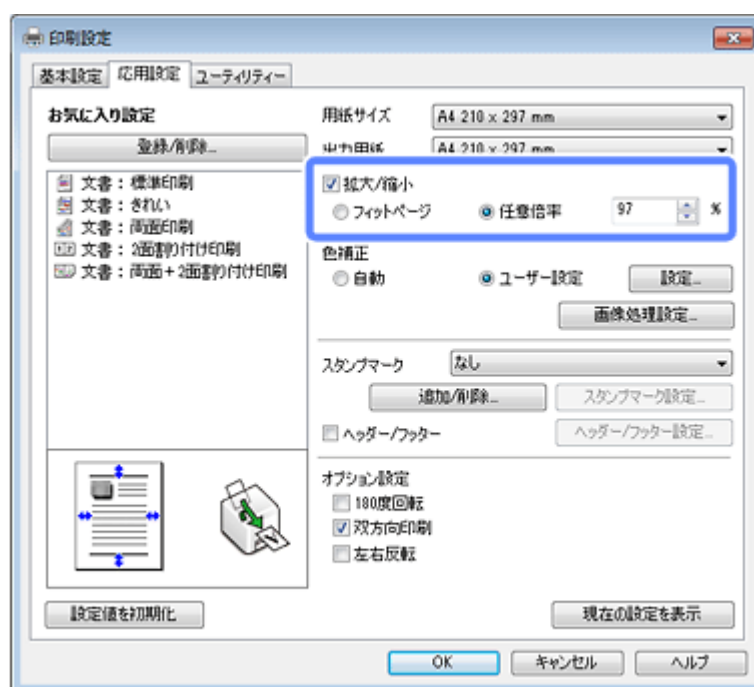 印刷設定
基本設定 応用設定 ユーティリティー
お気に入り設定
登録/削除...
文書：標準印刷
文書：きれい
文書：両面印刷
文書：2面割り付け印刷
文書：両面+2面割り付け印刷
設定値を初期化
用紙サイズ A4 210 x 297 mm
出力用紙 A4 210 x 297 mm
拡大/縮小
フィットページ 任意倍率 97 %
色補正
自動 ユーザー設定 設定...
画像処理設定...
スタンプマーク なし
追加/削除... スタンプマーク設定...
ヘッダー/フッター ヘッダー/フッター設定...
オプション設定
180度回転
双方向印刷
左右反転
現在の設定を表示
OK キャンセル ヘルプ